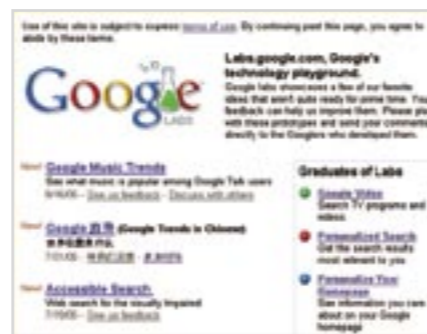 Use of this site is subject to express terms of use. By continuing past this page, you agree to
abide by these terms.
Google
LABS
Labs.google.com, Google's
technology playground.
Google labs showcases a few of our favorite
ideas that aren't quite ready for prime time. You
feedback can help us improve them. Please pla
with these prototypes and send your comments
directly to the Googlers who developed them.
New! Google Music Trends
See what music is popular among Google Talk users
Give us feedback - Discuss with others
New! Google (Google Trends in Chinese)
New! Accessible Search
Web search for the visually impaired
Give us feedback
Graduates of Labs
Google Video
Search TV programs and
videos
Personalized Search
Get the search results
most relevant to you
Personalize Your
Homepage
See information you care
about on your Google
homepage